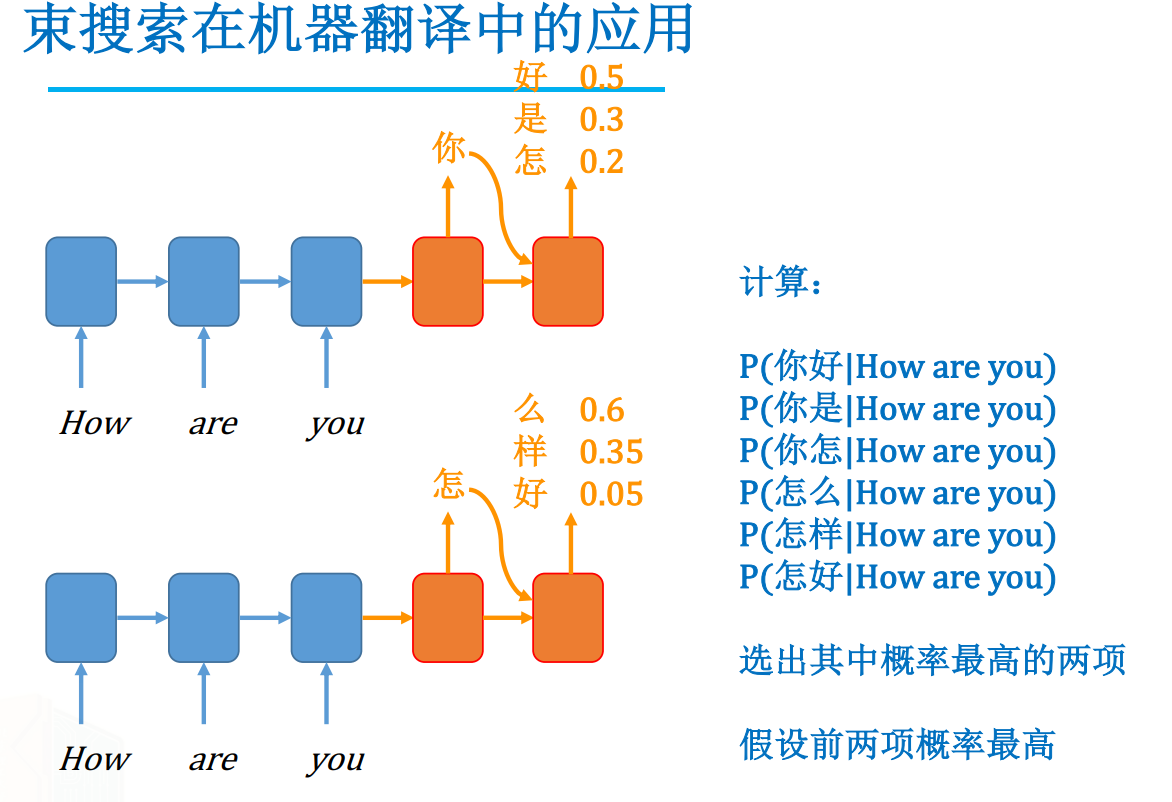 束搜索在机器翻译中的应用
好 0.5
是 0.3
怎 0.2
你
How are you
么 0.6
样 0.35
好 0.05
怎
How are you
计算：
P(你好|How are you)
P(你是|How are you)
P(你怎|How are you)
P(怎么|How are you)
P(怎样|How are you)
P(怎好|How are you)
选出其中概率最高的两项
假设前两项概率最高